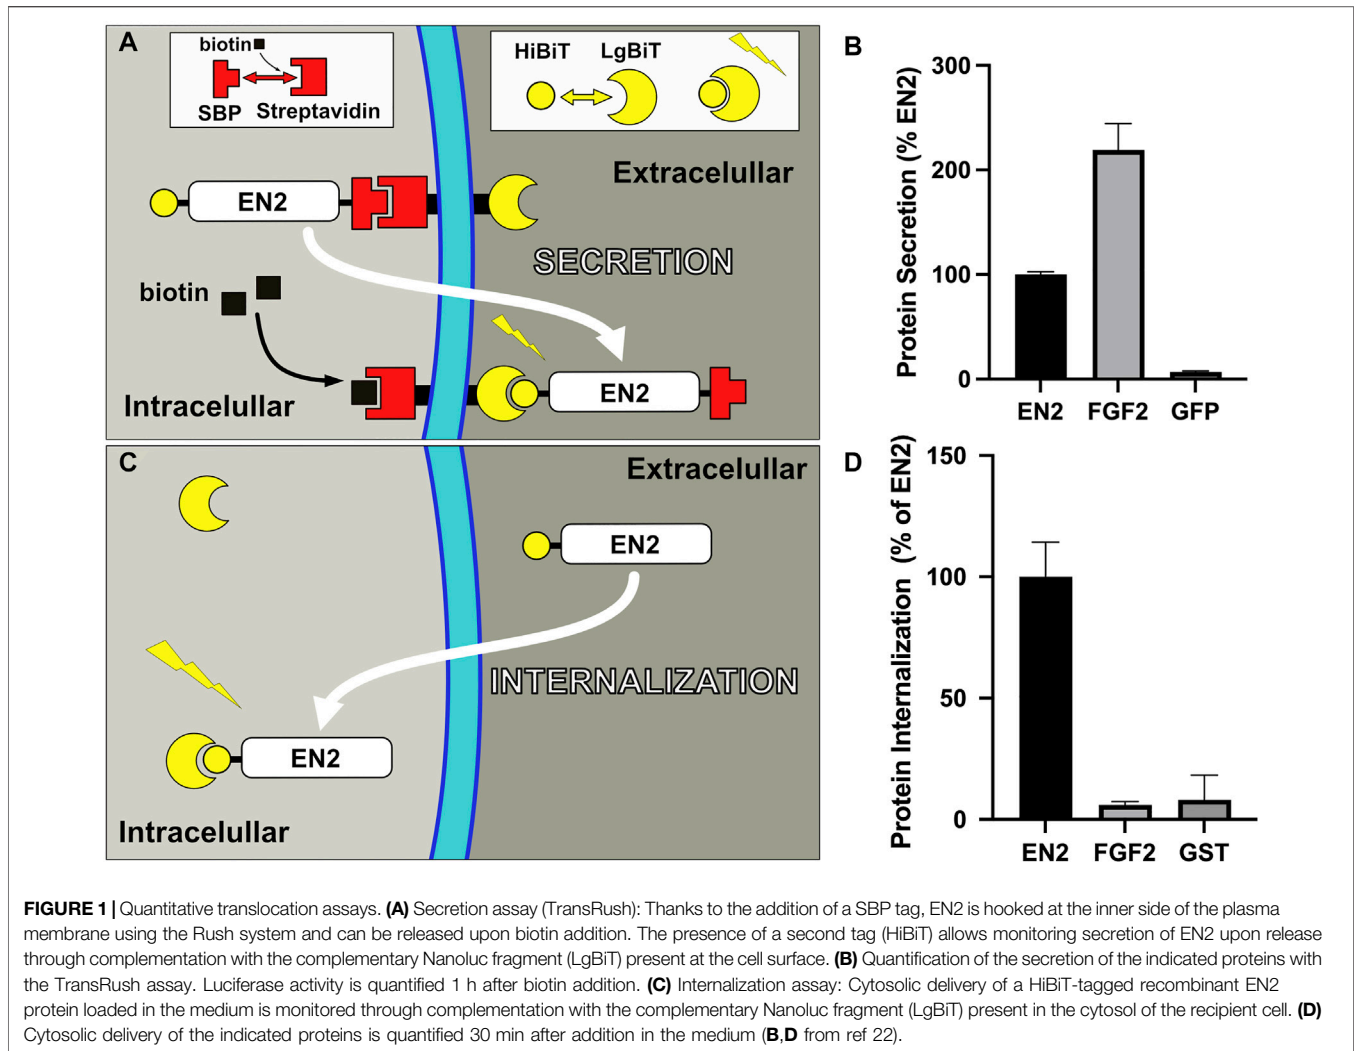 A
biotin
SBP Streptavidin
HiBiT LgBiT
Extracelullar
EN2
SECRETION
biotin
EN2
Intracelullar
B
Protein Secretion (% EN2)
300
200
100
0
EN2 FGF2 GFP
C
Extracelullar
EN2
INTERNALIZATION
EN2
Intracelullar
D
Protein Internalization (% of EN2)
150
100
50
0
EN2 FGF2 GST
FIGURE 1 | Quantitative translocation assays. (A) Secretion assay (TransRush): Thanks to the addition of a SBP tag, EN2 is hooked at the inner side of the plasma
membrane using the Rush system and can be released upon biotin addition. The presence of a second tag (HiBiT) allows monitoring secretion of EN2 upon release
through complementation with the complementary Nanoluc fragment (LgBiT) present at the cell surface. (B) Quantification of the secretion of the indicated proteins with
the TransRush assay. Luciferase activity is quantified 1 h after biotin addition. (C) Internalization assay: Cytosolic delivery of a HiBiT-tagged recombinant EN2
protein loaded in the medium is monitored through complementation with the complementary Nanoluc fragment (LgBiT) present in the cytosol of the recipient cell. (D)
Cytosolic delivery of the indicated proteins is quantified 30 min after addition in the medium (B,D from ref 22).